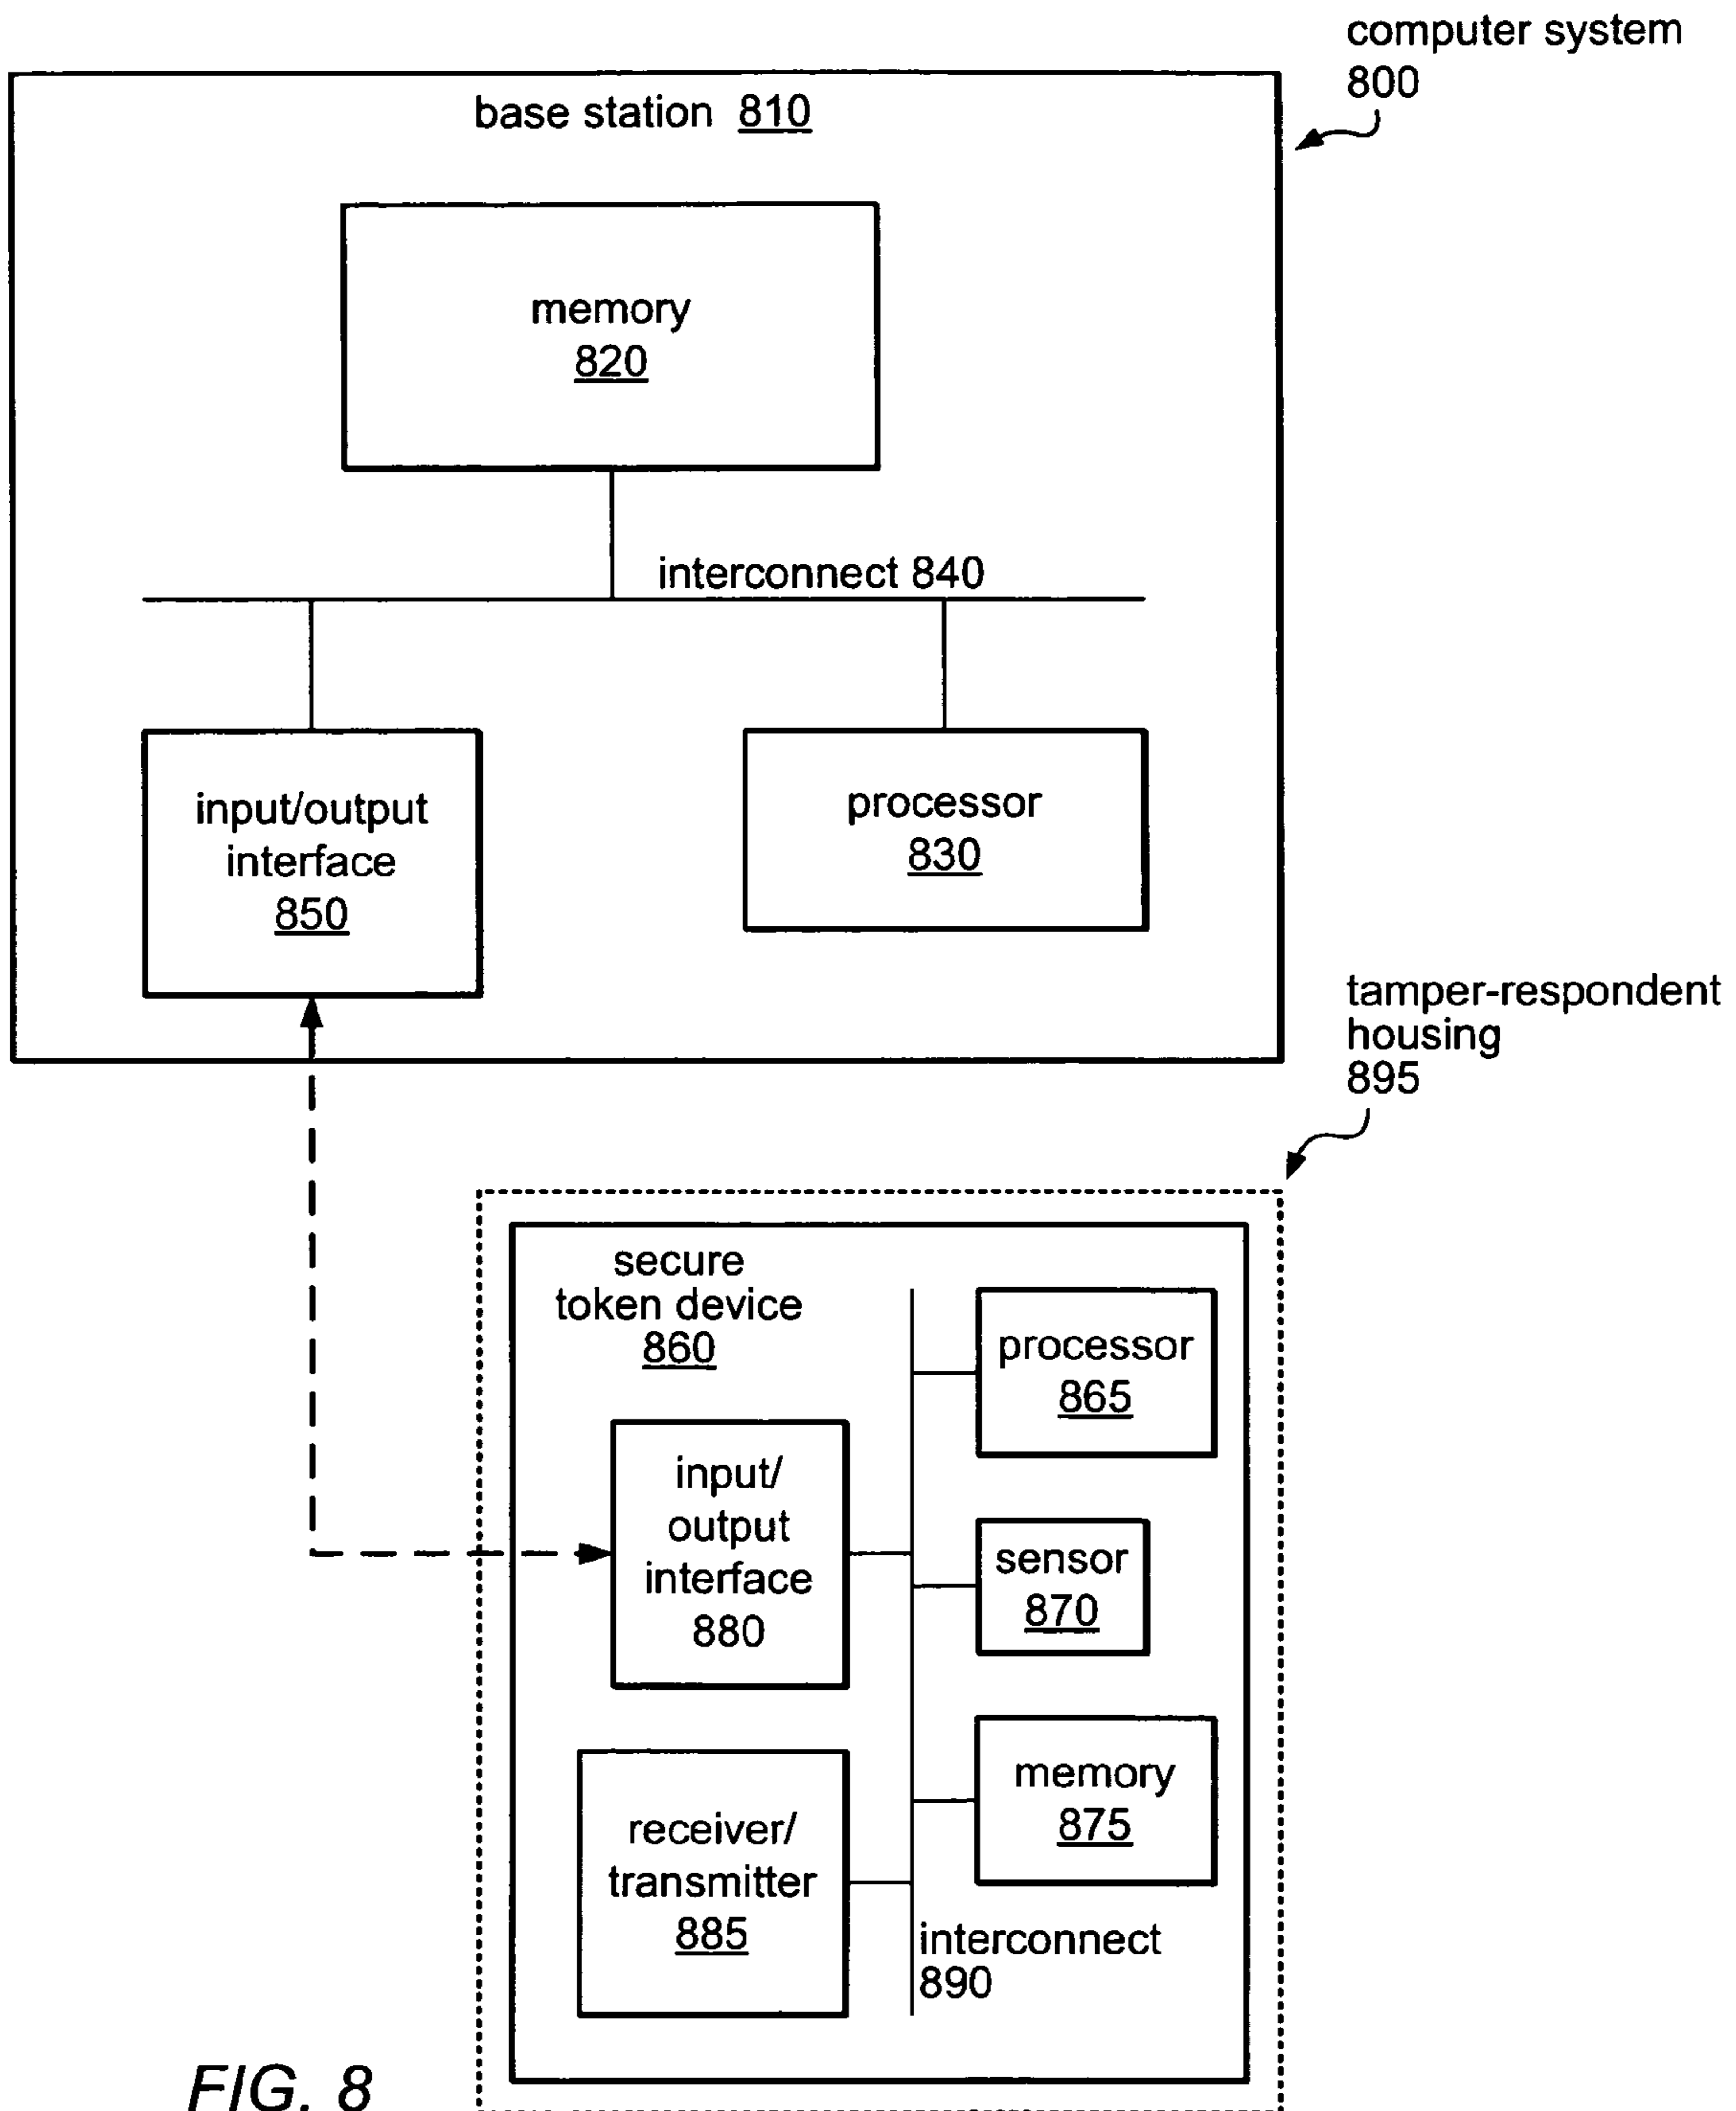 computer system
800
base station 810
memory
820
interconnect 840
input/output
interface
850
processor
830
tamper-respondent
housing
895
secure
token device
860
processor
865
input/
output
interface
880
sensor
870
memory
875
receiver/
transmitter
885
interconnect
890
FIG. 8